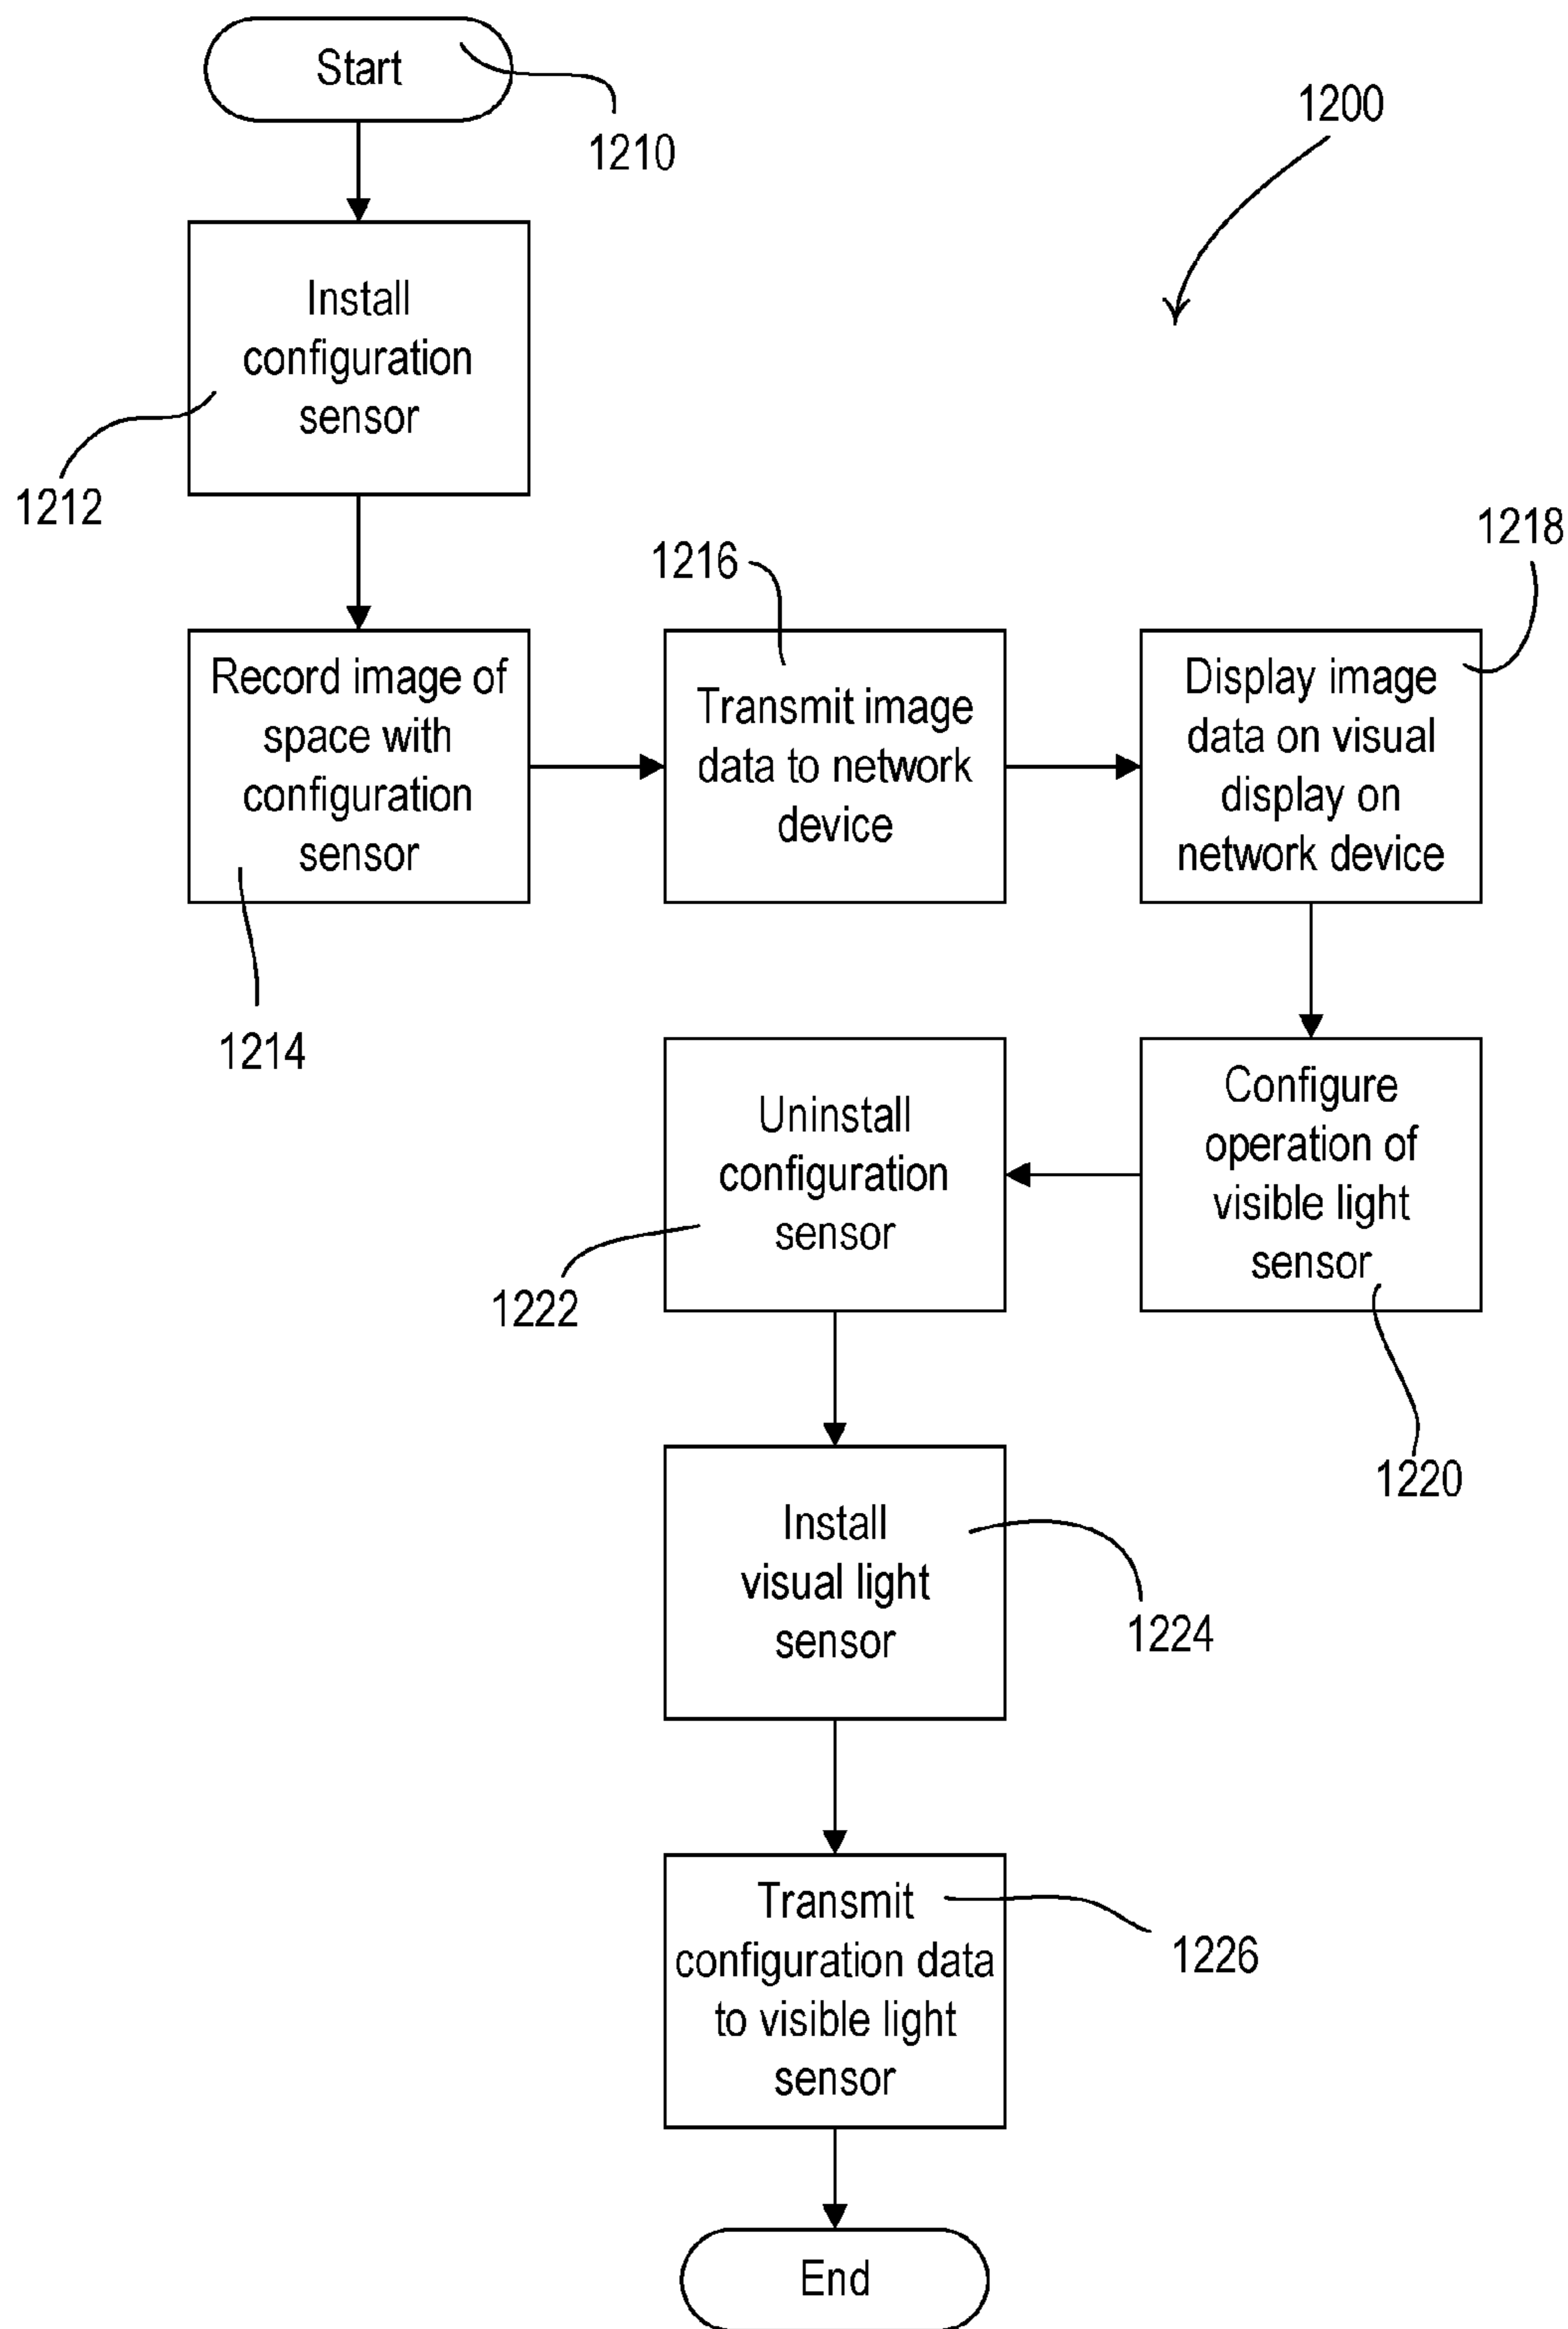 Start
1210
1200
Install
configuration
sensor
1212
Record image of
space with
configuration
sensor
1214
1216
Transmit image
data to network
device
1218
Display image
data on visual
display on
network device
Configure
operation of
visible light
sensor
1220
Uninstall
configuration
sensor
1222
Install
visual light
sensor
1224
Transmit
configuration data
to visible light
sensor
1226
End